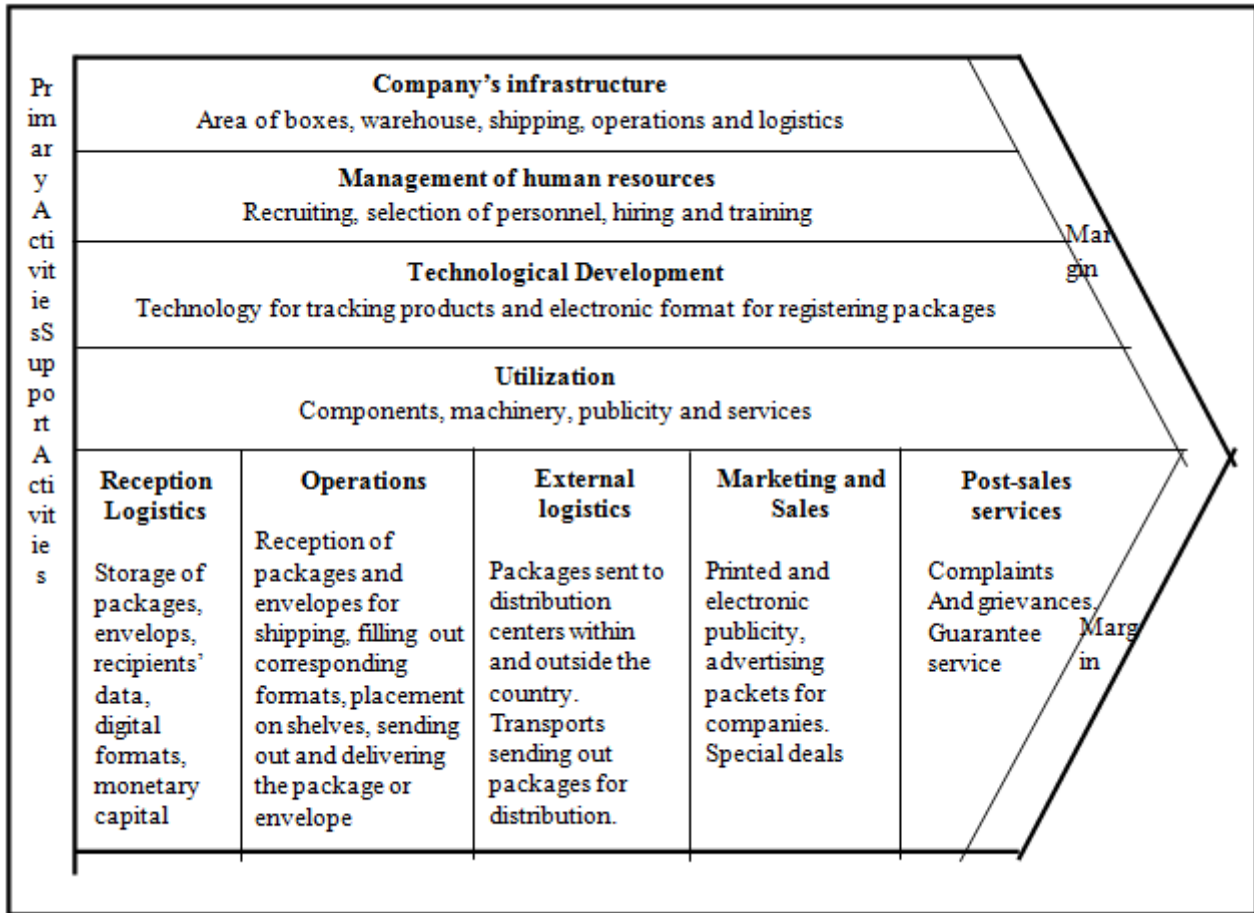 Pr
im
ar
y
A
cti
vit
ie
sS
up
po
rt
A
cti
vit
ie
s
Company's infrastructure
Area of boxes, warehouse, shipping, operations and logistics
Management of human resources
Recruiting, selection of personnel, hiring and training
Technological Development
Technology for tracking products and electronic format for registering packages
Utilization
Components, machinery, publicity and services
Mar
gin
Reception
Logistics
Storage of
packages,
envelops,
recipients'
data,
digital
formats,
monetary
capital
Operations
Reception of
packages and
envelopes for
shipping, filling out
corresponding
formats, placement
on shelves, sending
out and delivering
the package or
envelope
External
logistics
Packages sent to
distribution
centers within
and outside the
country.
Transports
sending out
packages for
distribution.
Marketing and
Sales
Printed and
electronic
publicity,
advertising
packets for
companies.
Special deals
Post-sales
services
Complaints
And grievances,
Guarantee
service
Marg
in